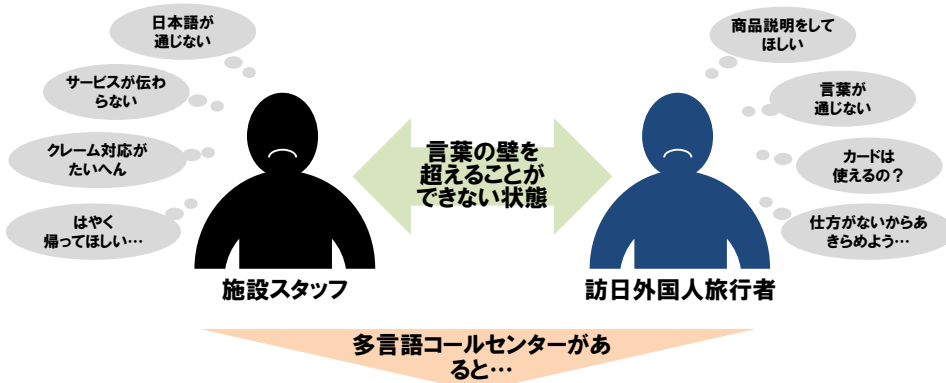 日本語が
通じない
サービスが伝わ
らない
クレーム対応が
たいへん
はやく
帰ってほしい…
施設スタッフ
言葉の壁を
超えることが
できない状態
商品説明をして
ほしい
言葉が
通じない
カードは
使えるの？
仕方がないからあ
きらめよう…
訪日外国人旅行者
多言語コールセンターがあ
ると…